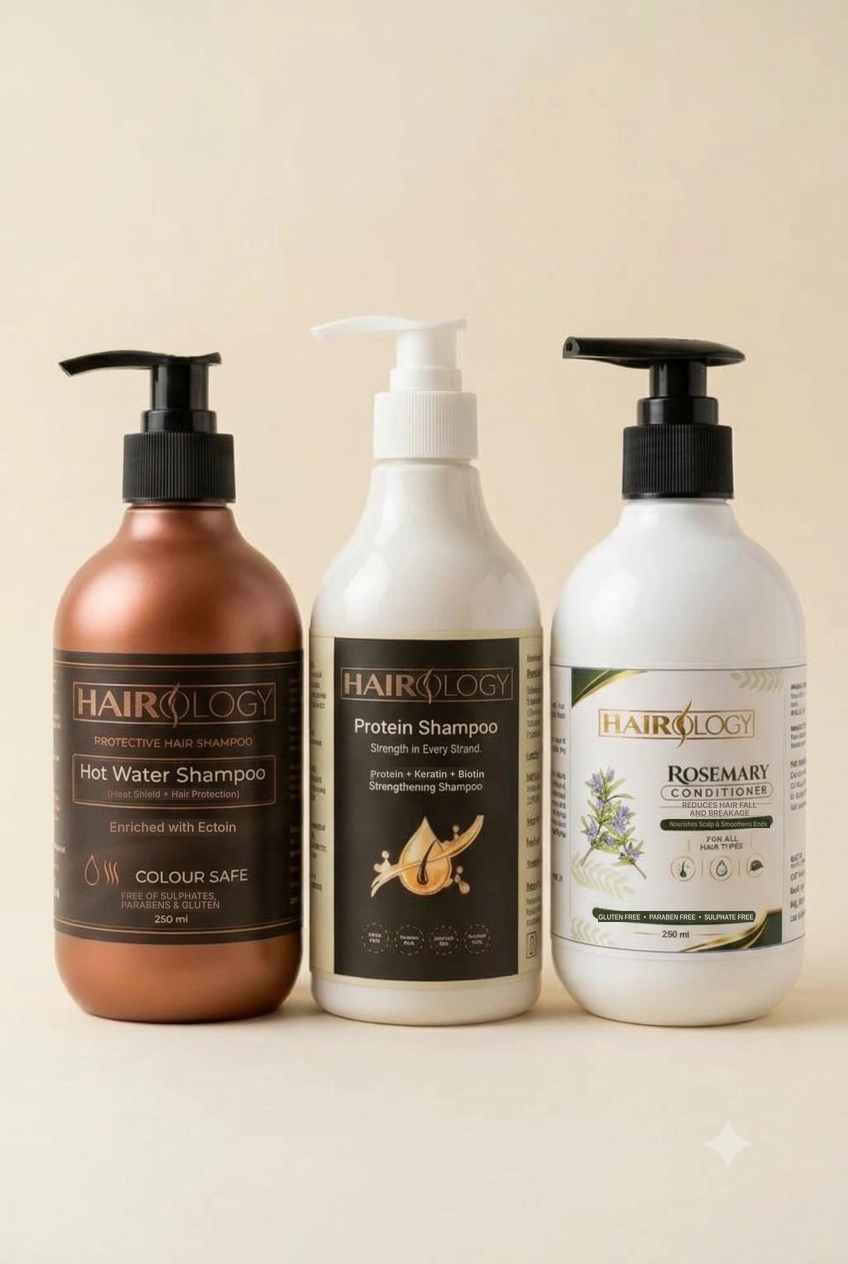 HAIROLOGY
PROTECTIVE HAIR SHAMPOO
Hot Water Shampoo
(Heat Shield + Hair Protection)
Enriched with Ectoin
COLOUR SAFE
FREE OF SULPHATES,
PARABENS & GLUTEN
250 ml
HAIROLOGY
Protein Shampoo
Strength in Every Strand.
Protein + Keratin + Biotin
Strengthening Shampoo
HAIROLOGY
ROSEMARY
CONDITIONER
REDUCES HAIR FALL
AND BREAKAGE
Nourishes Scalp & Smoothens Ends
FOR ALL
HAIR TYPES
GLUTEN FREE • PARABEN FREE • SULPHATE FREE
250 ml